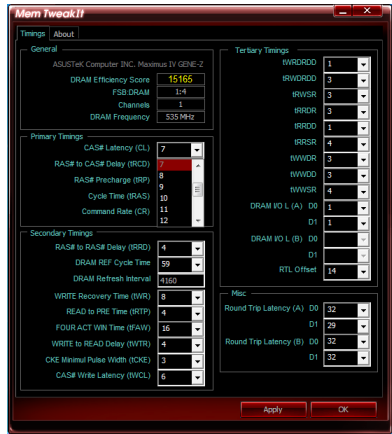 Mem TweakIt
Timings About
General
ASUSTeK Computer INC. Maximus IV GENE-Z
DRAM Efficiency Score 15165
FSB:DRAM 1:4
Channels 1
DRAM Frequency 535 MHz
Primary Timings
CAS# Latency (CL) 7
RAS# to CAS# Delay (tRCD) 7
8
RAS# Precharge (tRP) 9
Cycle Time (tRAS) 10
Command Rate (CR) 11
12
Secondary Timings
RAS# to RAS# Delay (tRRD) 4
DRAM REF Cycle Time 59
DRAM Refresh Interval 4160
WRITE Recovery Time (tWR) 8
READ to PRE Time (tRTP) 4
FOUR ACT WIN Time (tFAW) 16
WRITE to READ Delay (tWTR) 4
CKE Minimul Pulse Width (tCKE) 3
CAS# Write Latency (tWCL) 6
Tertiary Timings
tWRDRDD 1
tRWDRDD 3
tRWSR 4
tRRDR 3
tRRDD 1
tRRSR 4
tWWDR 3
tWWDD 3
tWWSR 4
DRAM I/O L (A) D0 1
D1 1
DRAM I/O L (B) D0
D1
RTL Offset 14
Misc
Round Trip Latency (A) D0 32
D1 29
Round Trip Latency (B) D0 32
D1 32
Apply OK